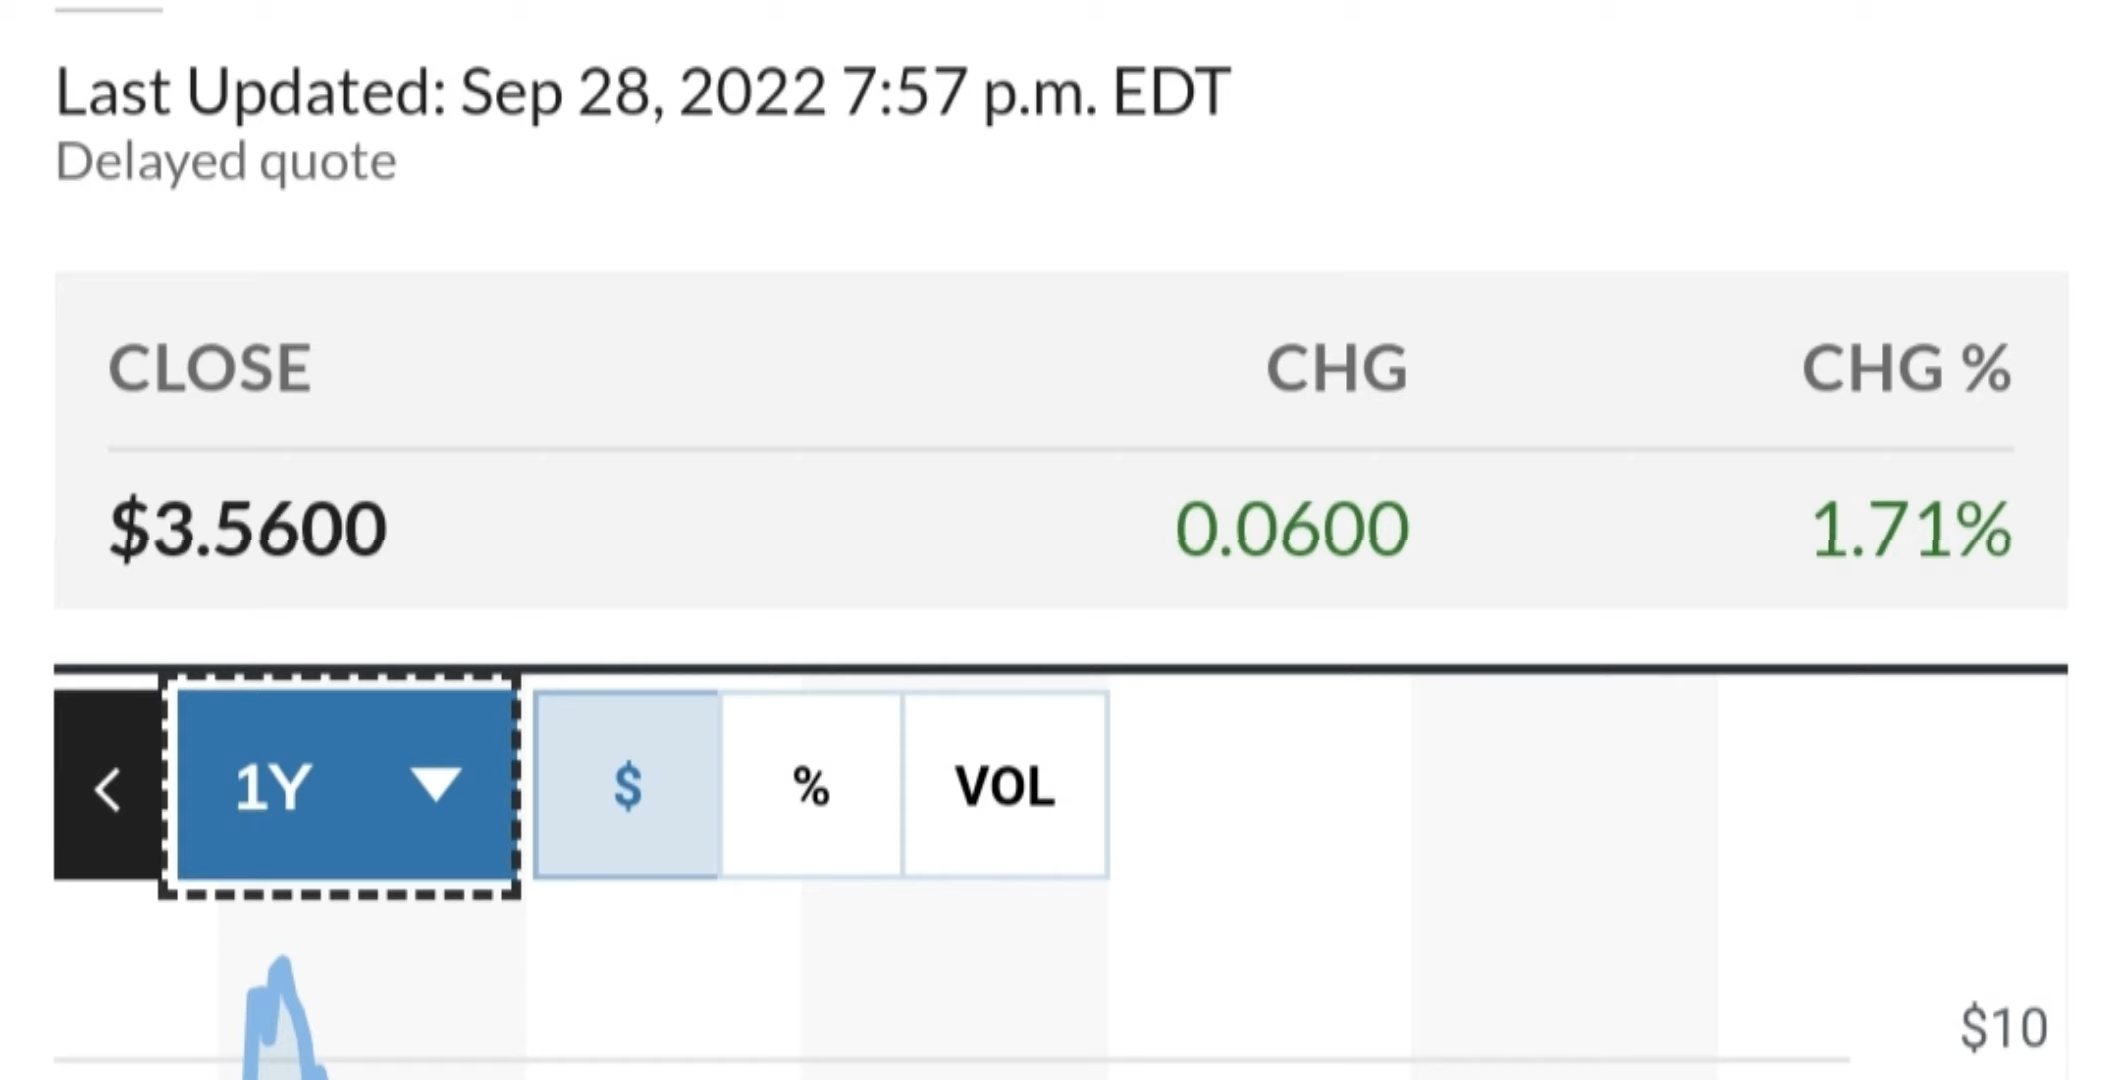 Last Updated: Sep 28, 2022 7:57 p.m. EDT
Delayed quote
CLOSE CHG CHG %
$3.5600 0.0600 1.71%
1Y $ % VOL
$10